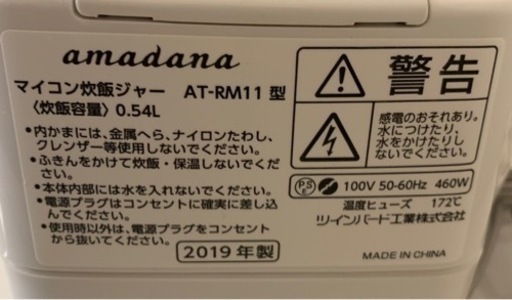 amadana
マイコン炊飯ジャー AT-RM11 型
〈炊飯容量〉0.54L
•内かまには、金属へら、ナイロンたわし、
クレンザー等使用しないでください。
•ふきんをかけて炊飯・保温しないでくだ
さい。
•本体内部には水を入れないでください。
•電源プラグはコンセントに確実に差し込
んでください。
•使用時以外は、電源プラグをコンセント
から抜いてください。
2019年製
警告
感電のおそれあり。
水につけたり、
水をかけたりし
ないでください。
PSE 100V 50-60Hz 460W
温度ヒューズ 172℃
ツインバード工業株式会社
MADE IN CHINA